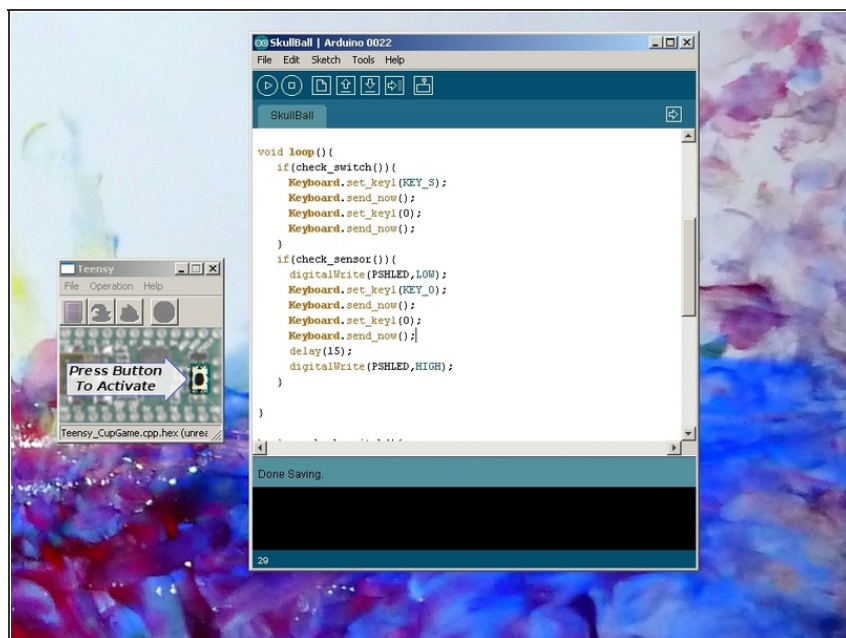 SkullBall | Arduino 0022
File Edit Sketch Tools Help
SkullBall
void loop(){
if(check_switch()){
Keyboard.set_key1(KEY_S);
Keyboard.send_now();
Keyboard.set_key1(0);
Keyboard.send_now();
}
if(check_sensor()){
digitalWrite(PSHLED,LOW);
Keyboard.set_key1(KEY_O);
Keyboard.send_now();
Keyboard.set_key1(0);
Keyboard.send_now();
delay(15);
digitalWrite(PSHLED,HIGH);
}
}
Done Saving.
29
Teensy
File Operation Help
Press Button
To Activate
Teensy_CupGame.cpp.hex (unrea